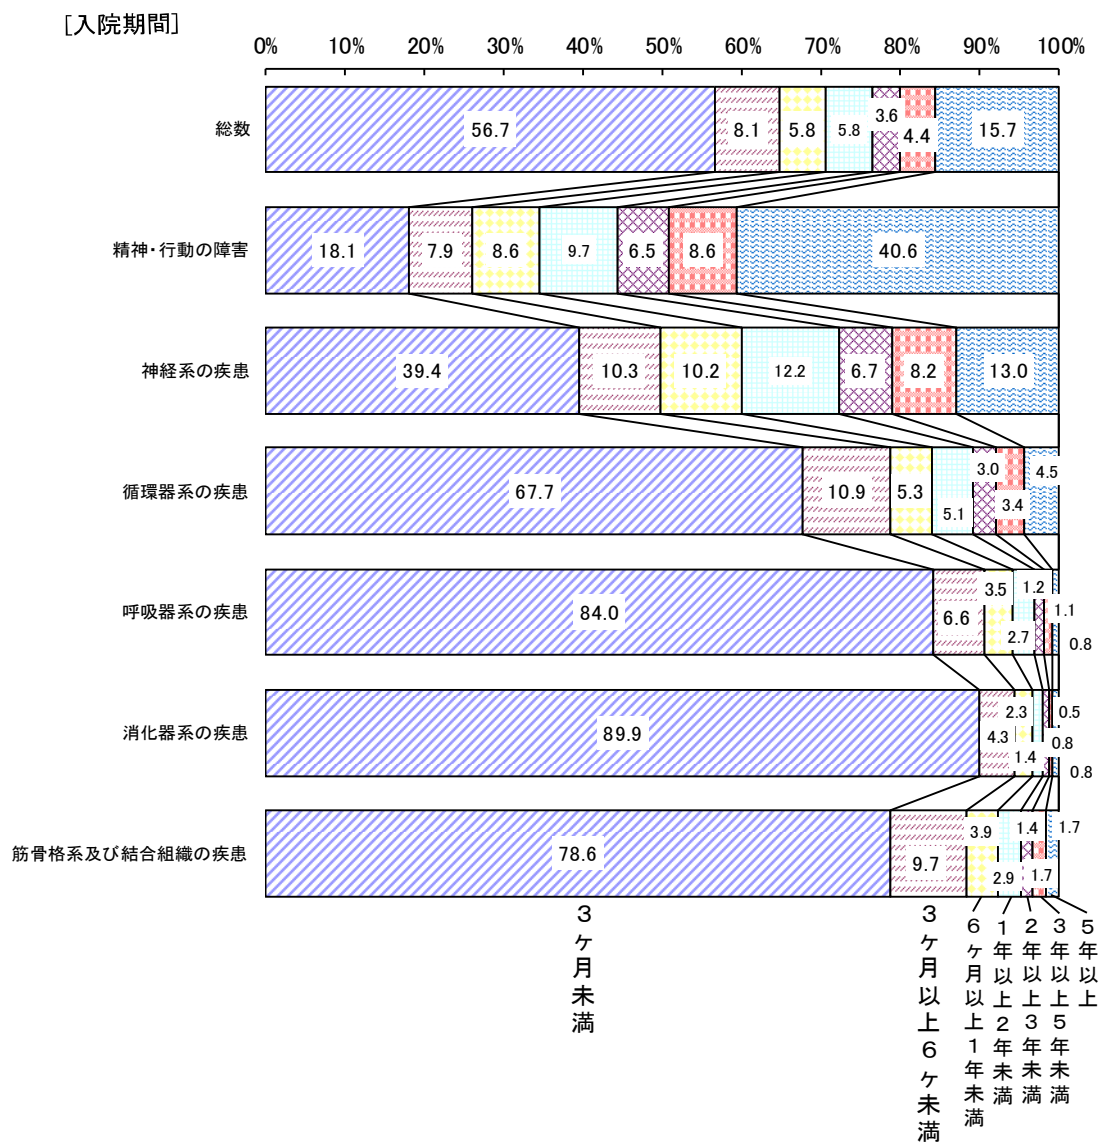 [入院期間]
0% 10% 20% 30% 40% 50% 60% 70% 80% 90% 100%
総数 56.7 8.1 5.8 5.8 3.6 4.4 15.7
精神・行動の障害 18.1 7.9 8.6 9.7 6.5 8.6 40.6
神経系の疾患 39.4 10.3 10.2 12.2 6.7 8.2 13.0
循環器系の疾患 67.7 10.9 5.3 5.1 3.0 3.4 4.5
呼吸器系の疾患 84.0 6.6 3.5 2.7 1.2 1.1 0.8
消化器系の疾患 89.9 4.3 2.3 1.4 0.8 0.5 0.8
筋骨格系及び結合組織の疾患 78.6 9.7 3.9 2.9 1.4 1.7 1.7
3ヶ月未満
3ヶ月以上6ヶ未満
6ヶ月以上1年未満
1年以上2年未満
2年以上3年未満
3年以上5年未満
5年以上